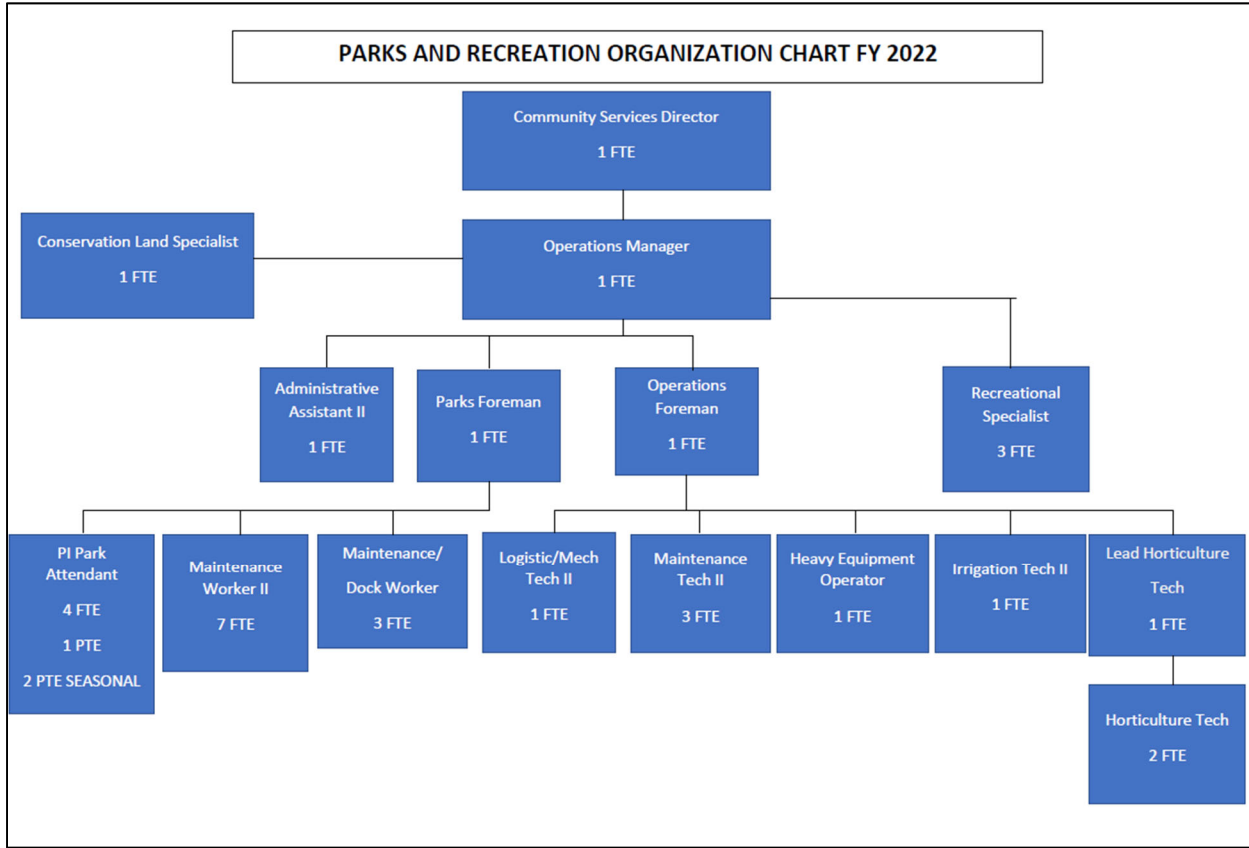 PARKS AND RECREATION ORGANIZATION CHART FY 2022
Community Services Director
1 FTE
Conservation Land Specialist
1 FTE
Operations Manager
1 FTE
Administrative
Assistant II
1 FTE
Parks Foreman
1 FTE
Operations
Foreman
1 FTE
Recreational
Specialist
3 FTE
PI Park
Attendant
4 FTE
1 PTE
2 PTE SEASONAL
Maintenance
Worker II
7 FTE
Maintenance/
Dock Worker
3 FTE
Logistic/Mech
Tech II
1 FTE
Maintenance
Tech II
3 FTE
Heavy Equipment
Operator
1 FTE
Irrigation Tech II
1 FTE
Lead Horticulture
Tech
1 FTE
Horticulture Tech
2 FTE